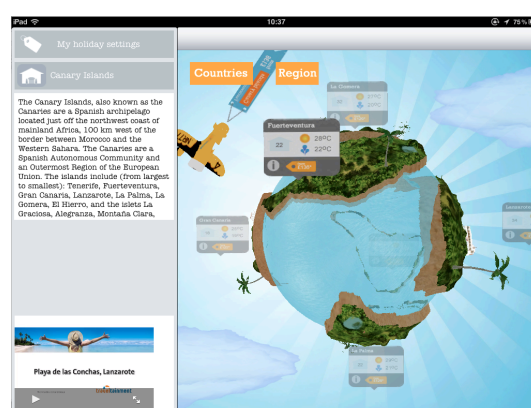 iPad
10:37
75%
My holiday settings
Canary Islands
The Canary Islands, also known as the
Canaries are a Spanish archipelago
located just off the northwest coast of
mainland Africa, 100 km west of the
border between Morocco and the
Western Sahara. The Canaries are a
Spanish Autonomous Community and
an Outermost Region of the European
Union. The islands include (from largest
to smallest): Tenerife, Fuerteventura,
Gran Canaria, Lanzarote, La Palma, La
Gomera, El Hierro, and the islets La
Graciosa, Alegranza, Montaña Clara,
Playa de las Conchas, Lanzarote
Countries
Region
La Gomera
Fuerteventura
22
28ºC
22ºC
Gran Canaria
Lanzarote
La Palma